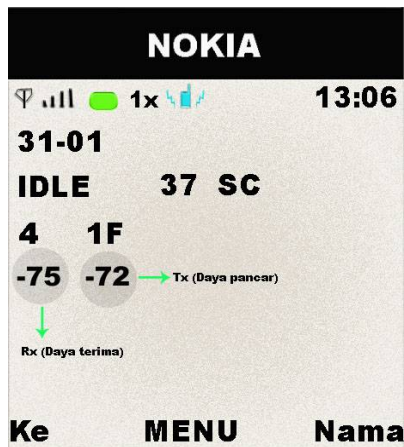 NOKIA
1x 13:06
31-01
IDLE 37 SC
4 1F
-75 -72 Tx (Daya pancar)
Rx (Daya terima)
Ke MENU Nama